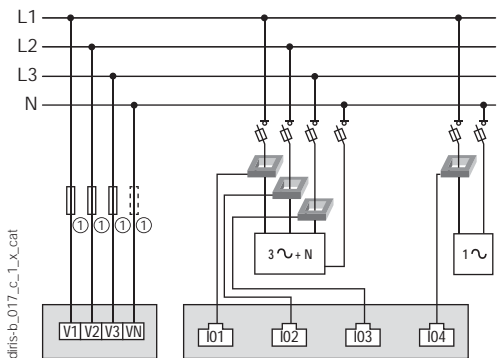 L1
L2
L3
N
1 1 1 1
3 ~ + N
1 ~
V1 V2 V3 VN
I01 I02 I03 I04
diris-b_017_c_1_x_cat